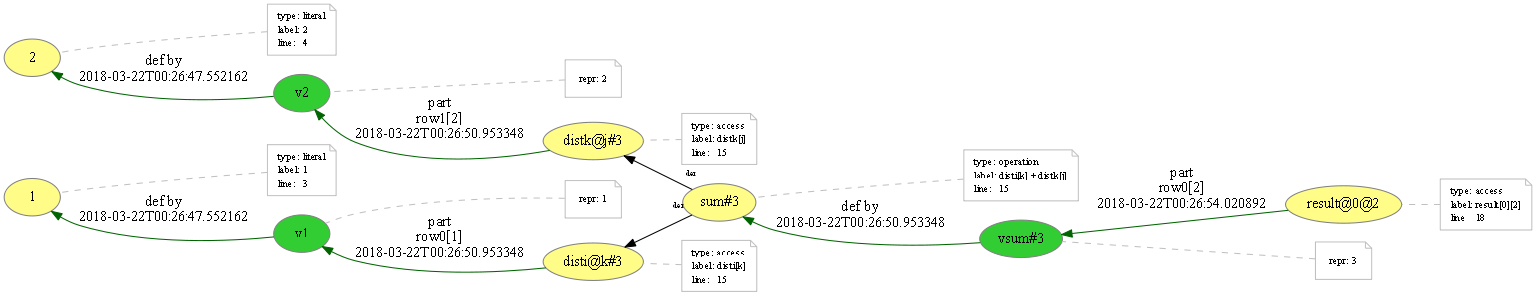 type: literal
label: 2
line: 4
2
def by
2018-03-22T00:26:47.552162
v2
repr: 2
part
row1[2]
2018-03-22T00:26:50.953348
distk@j#3
type: access
label: distk[j]
line: 15
type: literal
label: 1
line: 3
1
def by
2018-03-22T00:26:47.552162
v1
repr: 1
part
row0[1]
2018-03-22T00:26:50.953348
disti@k#3
type: access
label: disti[k]
line: 15
der
der
sum#3
type: operation
label: disti[k] + distk[j]
line: 15
def by
2018-03-22T00:26:50.953348
vsum#3
part
row0[2]
2018-03-22T00:26:54.020892
result@0@2
type: access
label: result[0][2]
line 18
repr: 3